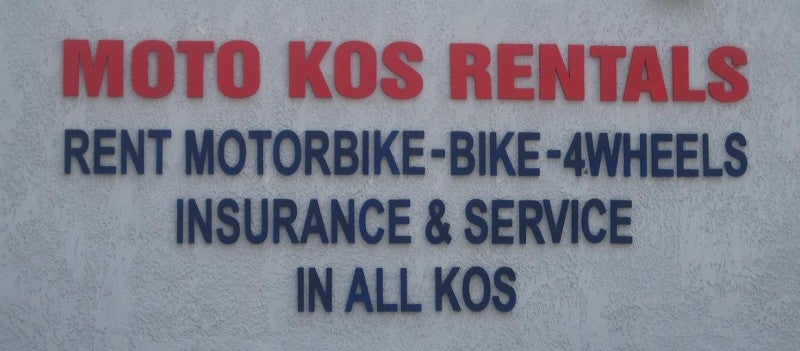 MOTO KOS RENTALS
RENT MOTORBIKE-BIKE-4WHEELS
INSURANCE & SERVICE
IN ALL KOS